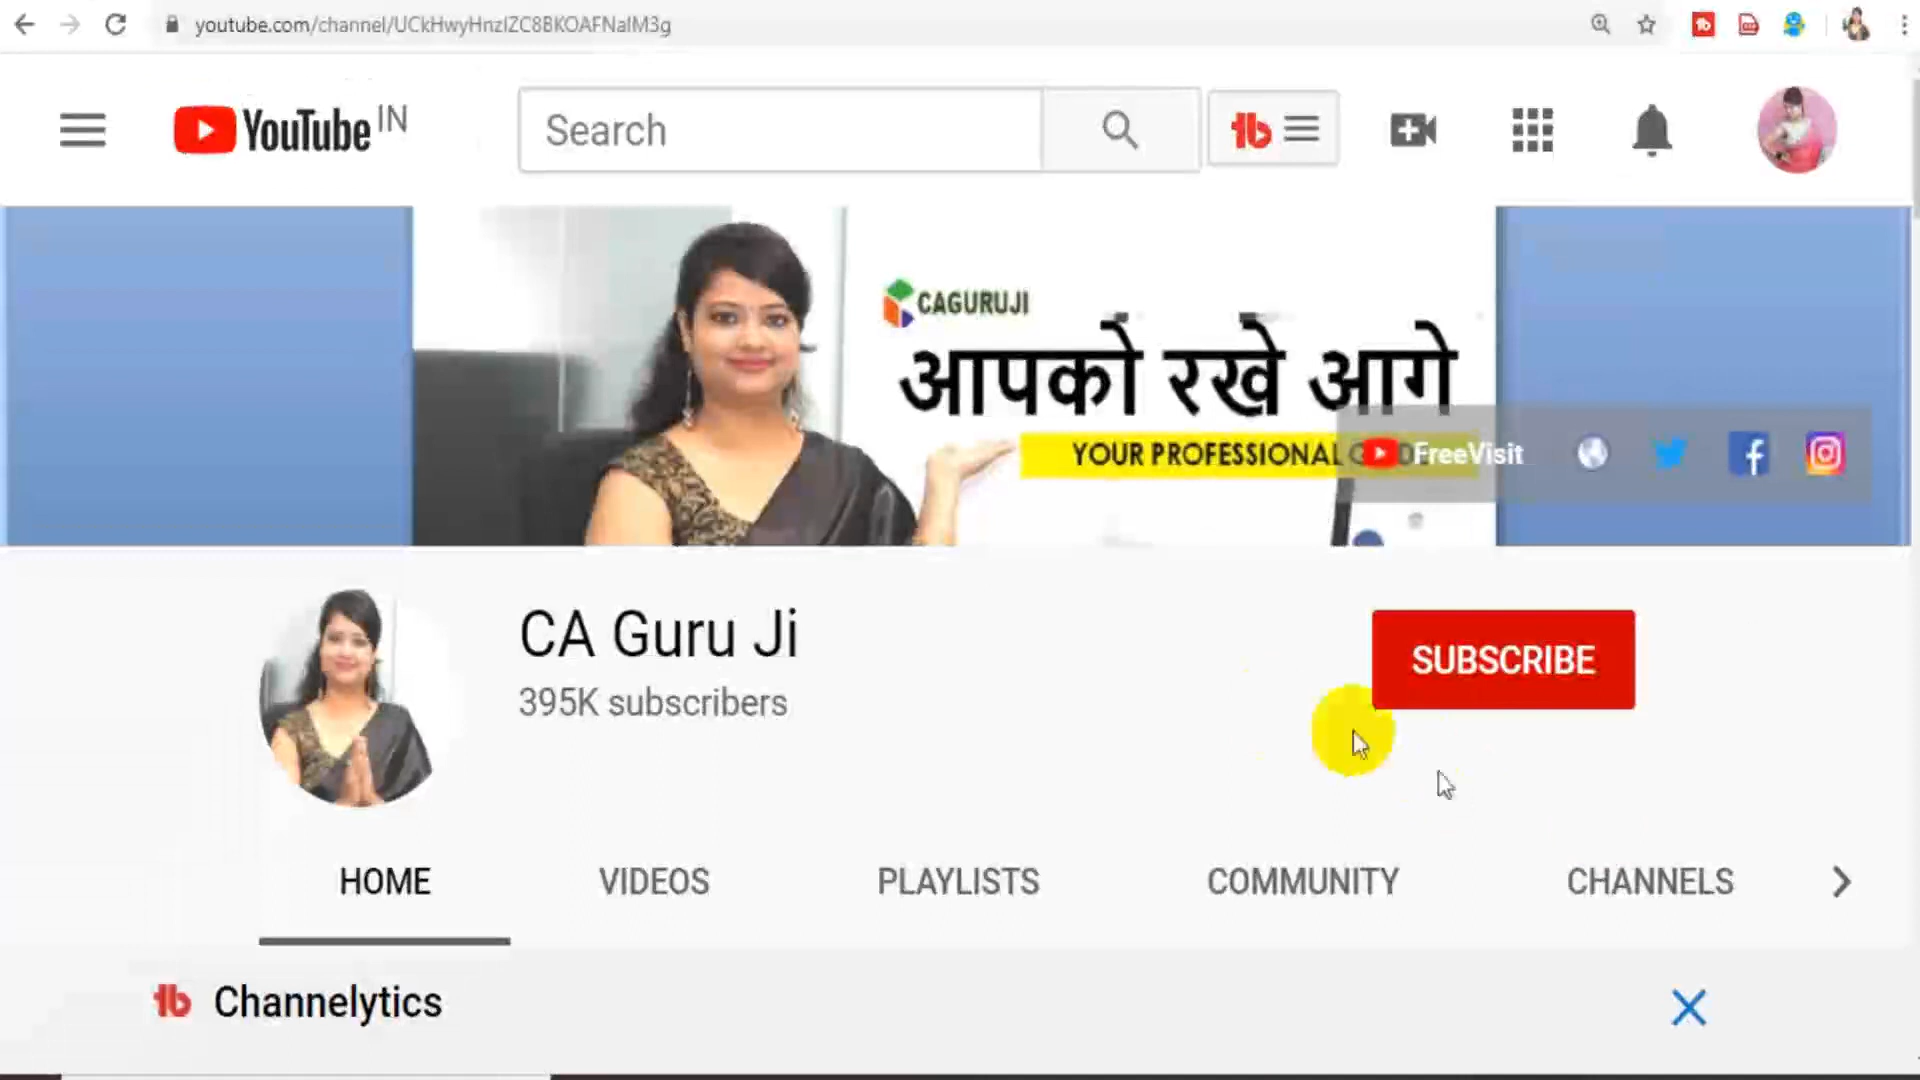 youtube.com/channel/UCkHwyHnzIZC8BKOAFNaIM3g
YouTube IN
Search
CAGURUJI
आपको रखे आगे
YOUR PROFESSIONAL
FreeVisit
CA Guru Ji
395K subscribers
SUBSCRIBE
HOME VIDEOS PLAYLISTS COMMUNITY CHANNELS
Channelytics